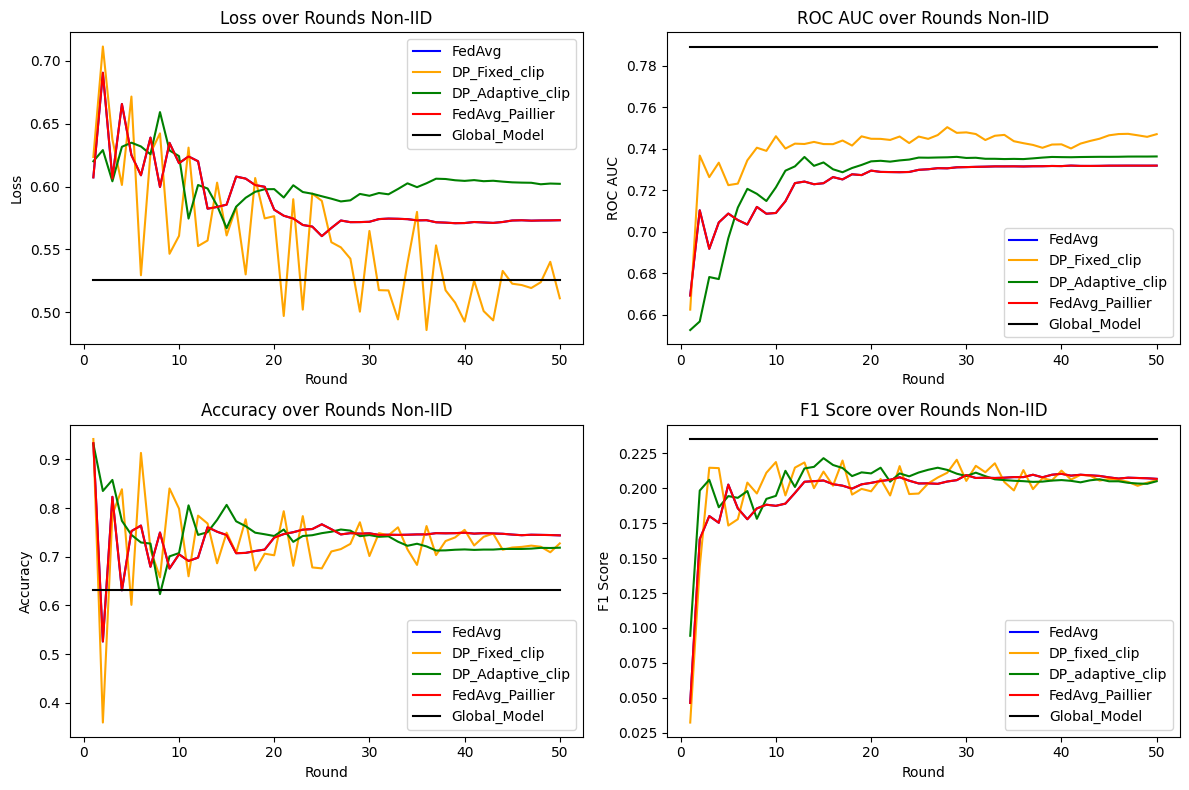 Loss over Rounds Non-IID
Loss
0.70
0.65
0.60
0.55
0.50
0 10 20 30 40 50
Round
FedAvg
DP_Fixed_clip
DP_Adaptive_clip
FedAvg_Paillier
Global_Model
ROC AUC over Rounds Non-IID
ROC AUC
0.78
0.76
0.74
0.72
0.70
0.68
0.66
0 10 20 30 40 50
Round
FedAvg
DP_Fixed_clip
DP_Adaptive_clip
FedAvg_Paillier
Global_Model
Accuracy over Rounds Non-IID
Accuracy
0.9
0.8
0.7
0.6
0.5
0.4
0 10 20 30 40 50
Round
FedAvg
DP_Fixed_clip
DP_Adaptive_clip
FedAvg_Paillier
Global_Model
F1 Score over Rounds Non-IID
F1 Score
0.225
0.200
0.175
0.150
0.125
0.100
0.075
0.050
0.025
0 10 20 30 40 50
Round
FedAvg
DP_fixed_clip
DP_adaptive_clip
FedAvg_Paillier
Global_Model